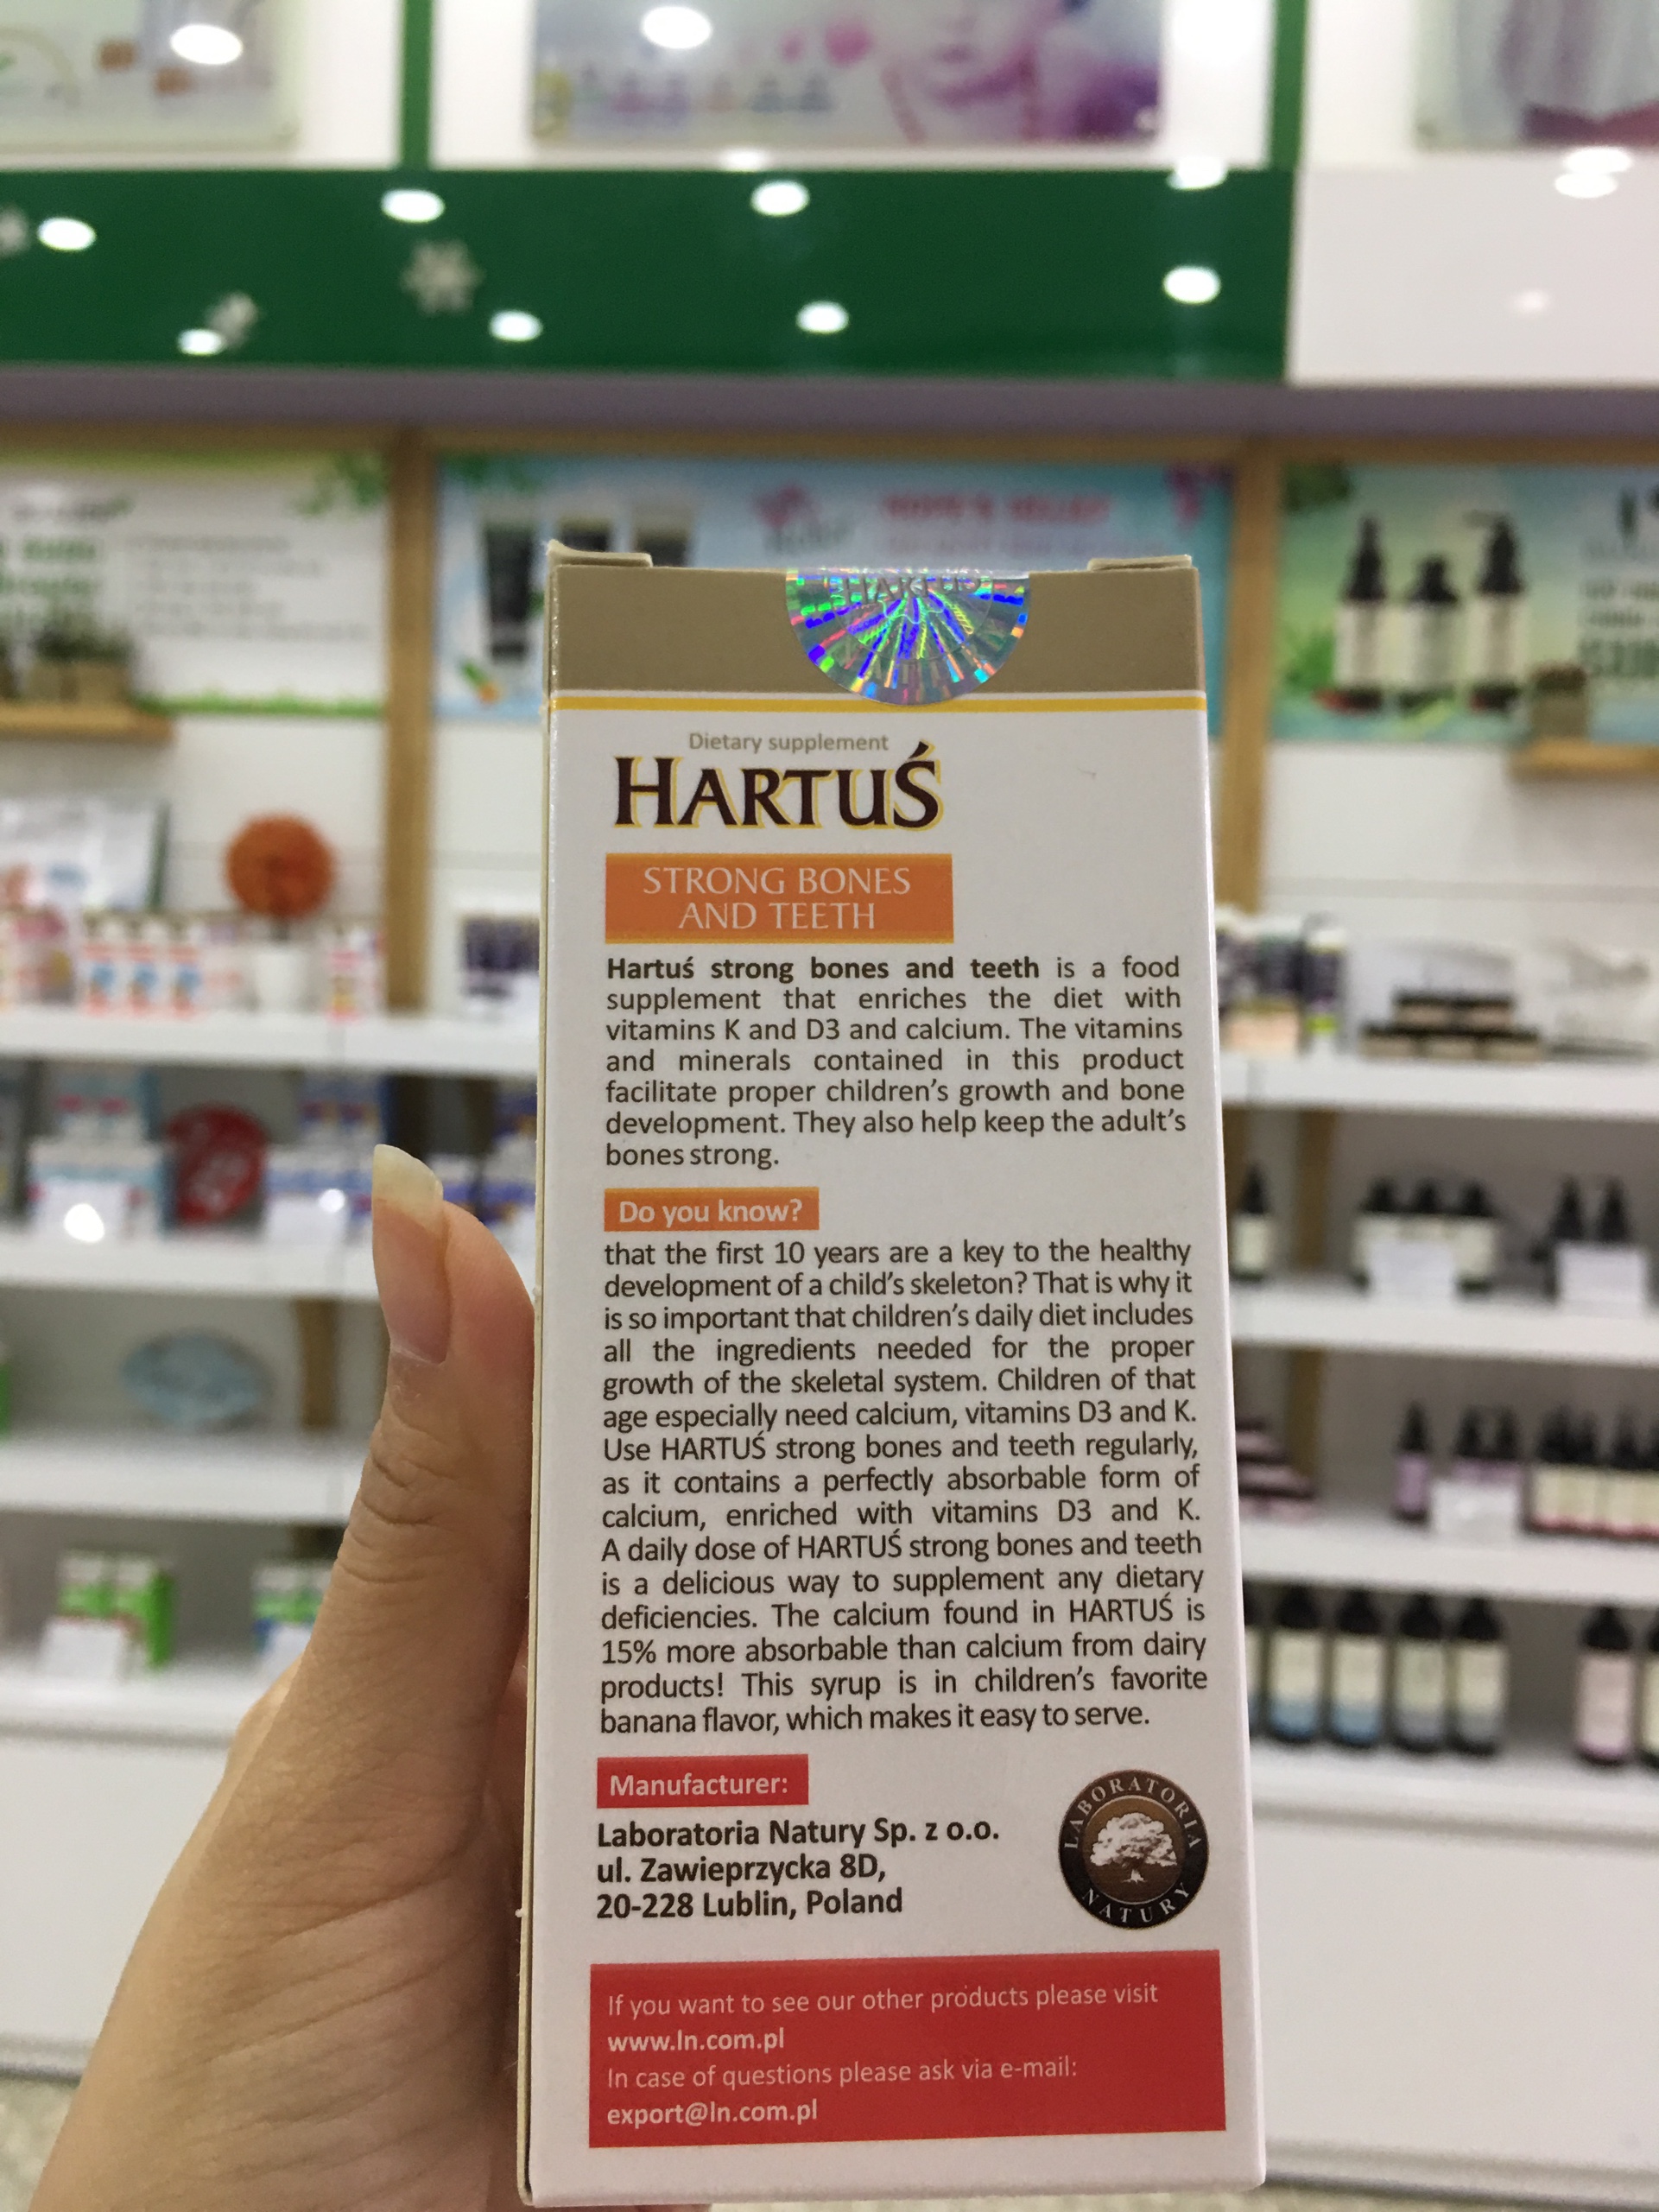 HARTUŚ
Dietary supplement
HARTUŚ
STRONG BONES
AND TEETH
Hartuś strong bones and teeth is a food
supplement that enriches the diet with
vitamins K and D3 and calcium. The vitamins
and minerals contained in this product
facilitate proper children's growth and bone
development. They also help keep the adult's
bones strong.
Do you know?
that the first 10 years are a key to the healthy
development of a child's skeleton? That is why it
is so important that children's daily diet includes
all the ingredients needed for the proper
growth of the skeletal system. Children of that
age especially need calcium, vitamins D3 and K.
Use HARTUŚ strong bones and teeth regularly,
as it contains a perfectly absorbable form of
calcium, enriched with vitamins D3 and K.
A daily dose of HARTUŚ strong bones and teeth
is a delicious way to supplement any dietary
deficiencies. The calcium found in HARTUŚ is
15% more absorbable than calcium from dairy
products! This syrup is in children's favorite
banana flavor, which makes it easy to serve.
Manufacturer:
Laboratoria Natury Sp. z o.o.
ul. Zawieprzycka 8D,
20-228 Lublin, Poland
LABORATORIA
NATURY
If you want to see our other products please visit
www.ln.com.pl
In case of questions please ask via e-mail:
export@ln.com.pl